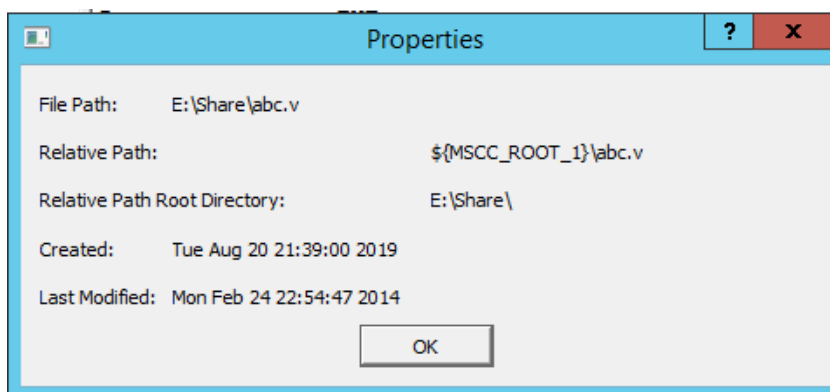 Properties
?
x
File Path: E:\Share\abc.v
Relative Path: ${MSCC_ROOT_1}\abc.v
Relative Path Root Directory: E:\Share\
Created: Tue Aug 20 21:39:00 2019
Last Modified: Mon Feb 24 22:54:47 2014
OK